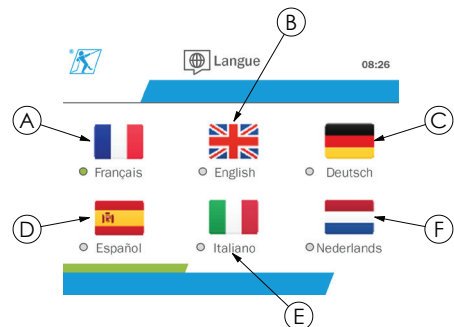 B
Langue 08:26
A C
Français English Deutsch
D F
Español Italiano Nederlands
E